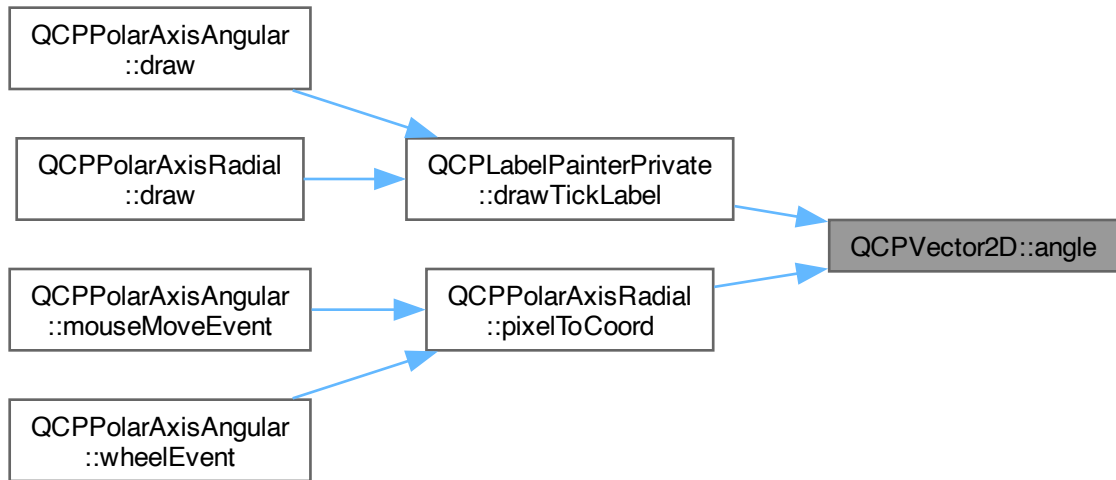 QCPPolarAxisAngular
::draw
QCPPolarAxisRadial
::draw
QCPLabelPainterPrivate
::drawTickLabel
QCPVector2D::angle
QCPPolarAxisAngular
::mouseMoveEvent
QCPPolarAxisRadial
::pixelToCoord
QCPPolarAxisAngular
::wheelEvent